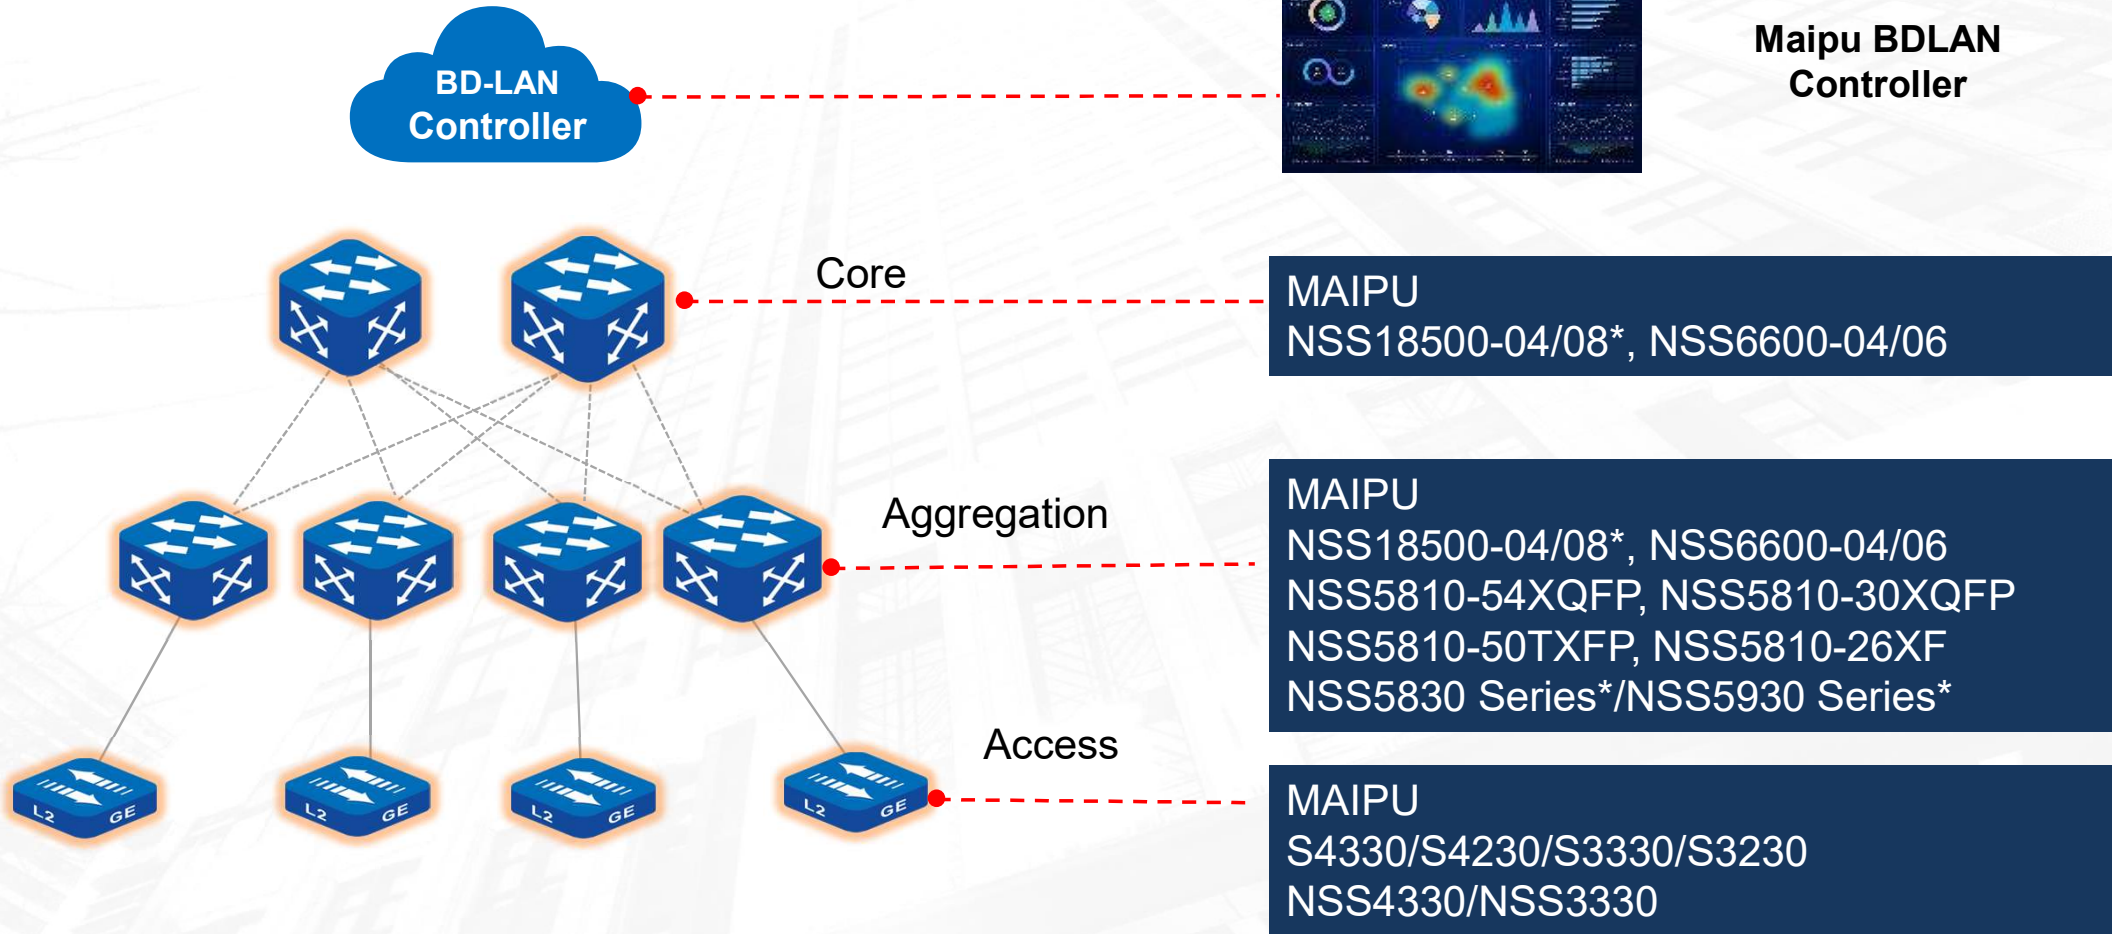 BD-LAN
Controller
Maipu BDLAN
Controller
Core
MAIPU
NSS18500-04/08*, NSS6600-04/06
Aggregation
MAIPU
NSS18500-04/08*, NSS6600-04/06
NSS5810-54XQFP, NSS5810-30XQFP
NSS5810-50TXFP, NSS5810-26XF
NSS5830 Series*/NSS5930 Series*
Access
MAIPU
S4330/S4230/S3330/S3230
NSS4330/NSS3330
L2 GE
L2 GE
L2 GE
L2 GE